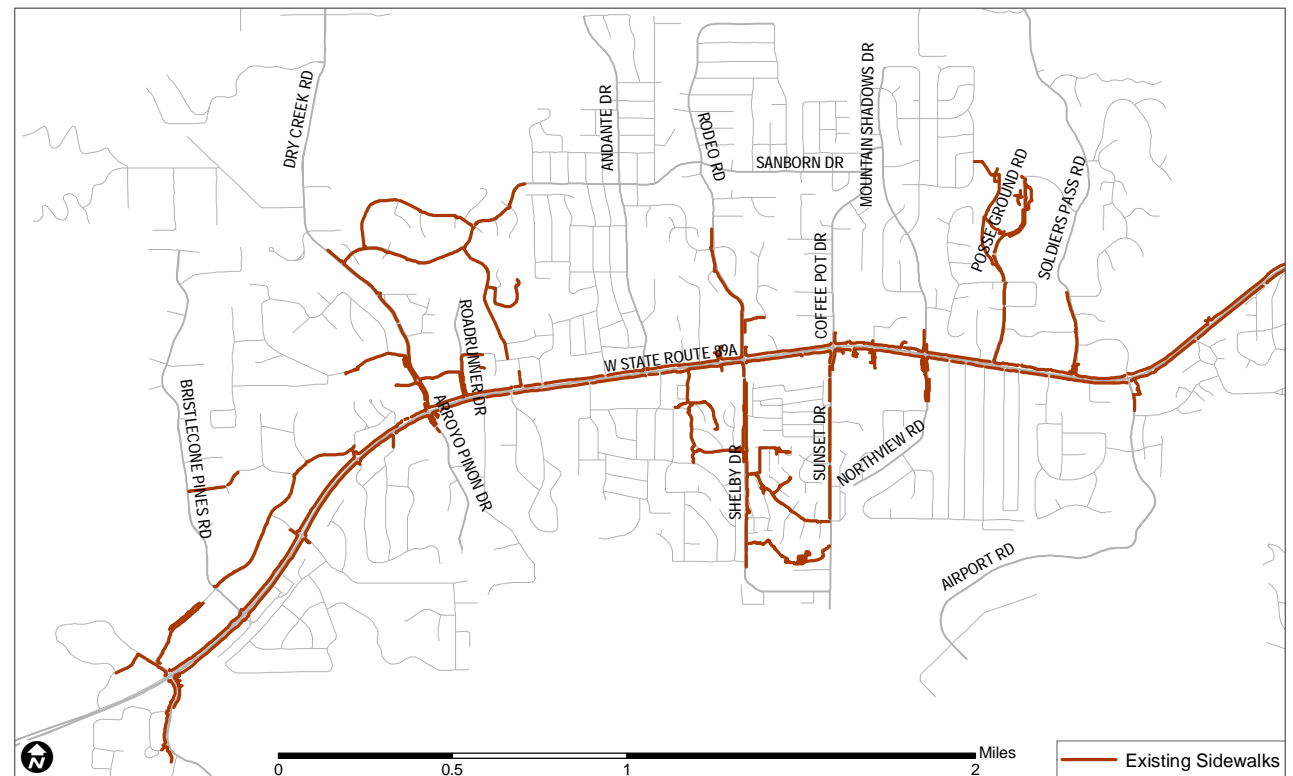 DRY CREEK RD
ANDANTE DR
RODEO RD
SANBORN DR
MOUNTAIN SHADOWS DR
POSSE GROUND RD
SOLDIERS PASS RD
COFFEE POT DR
ROADRUNNER DR
W STATE ROUTE 89A
BRISTLECONE PINES RD
ARROYO PINON DR
SHELBY DR
SUNSET DR
NORTHVIEW RD
AIRPORT RD
N
Miles
0 0.5 1 2
Existing Sidewalks